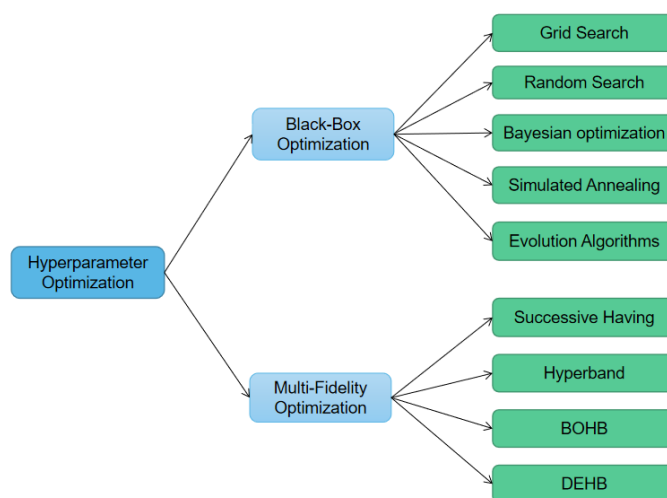 Grid Search
Random Search
Black-Box
Optimization
Bayesian optimization
Simulated Annealing
Evolution Algorithms
Hyperparameter
Optimization
Successive Having
Hyperband
Multi-Fidelity
Optimization
BOHB
DEHB